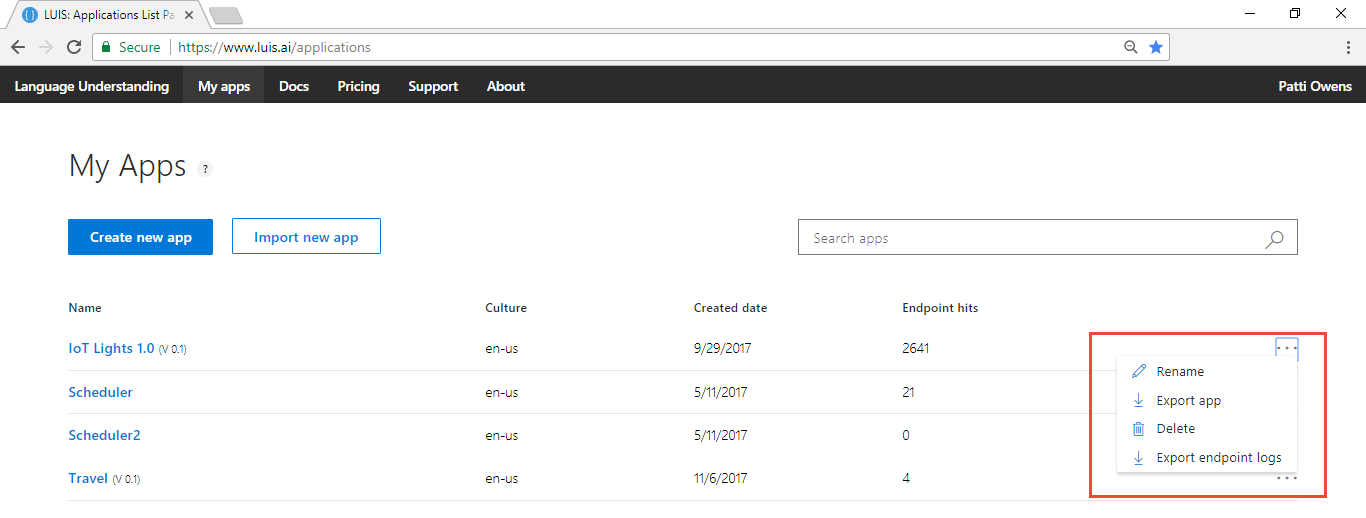 LUIS: Applications List Pa
Secure https://www.luis.ai/applications
Language Understanding My apps Docs Pricing Support About Patti Owens
My Apps ?
Create new app Import new app Search apps
Name Culture Created date Endpoint hits
IoT Lights 1.0 (V 0.1) en-us 9/29/2017 2641 ...
Rename
Scheduler en-us 5/11/2017 21
Export app
Delete
Scheduler2 en-us 5/11/2017 0
Export endpoint logs
Travel (V 0.1) en-us 11/6/2017 4 ...